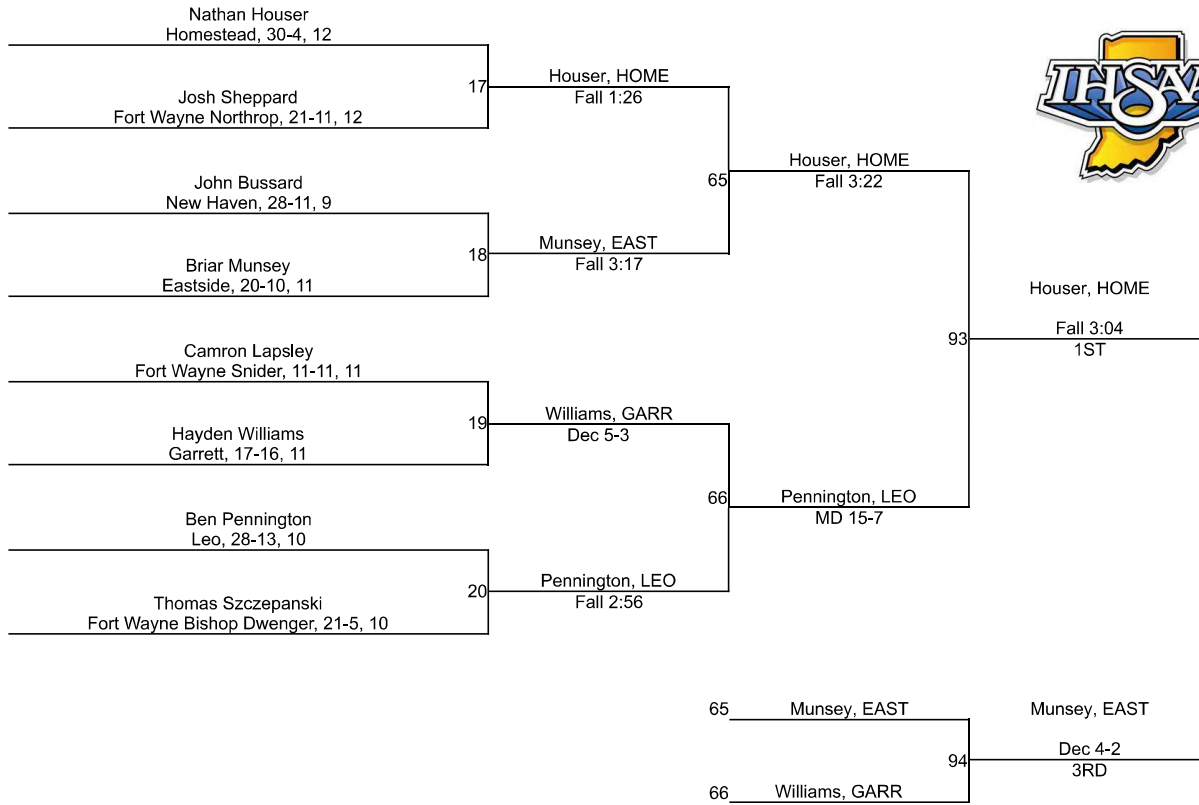 Nathan Houser
Homestead, 30-4, 12
Josh Sheppard
Fort Wayne Northrop, 21-11, 12
John Bussard
New Haven, 28-11, 9
Briar Munsey
Eastside, 20-10, 11
Camron Lapsley
Fort Wayne Snider, 11-11, 11
Hayden Williams
Garrett, 17-16, 11
Ben Pennington
Leo, 28-13, 10
Thomas Szczepanski
Fort Wayne Bishop Dwenger, 21-5, 10
17
Houser, HOME
Fall 1:26
18
Munsey, EAST
Fall 3:17
19
Williams, GARR
Dec 5-3
20
Pennington, LEO
Fall 2:56
65
Houser, HOME
Fall 3:22
66
Pennington, LEO
MD 15-7
93
Houser, HOME
Fall 3:04
1ST
65
Munsey, EAST
66
Williams, GARR
94
Munsey, EAST
Dec 4-2
3RD
IHSAA